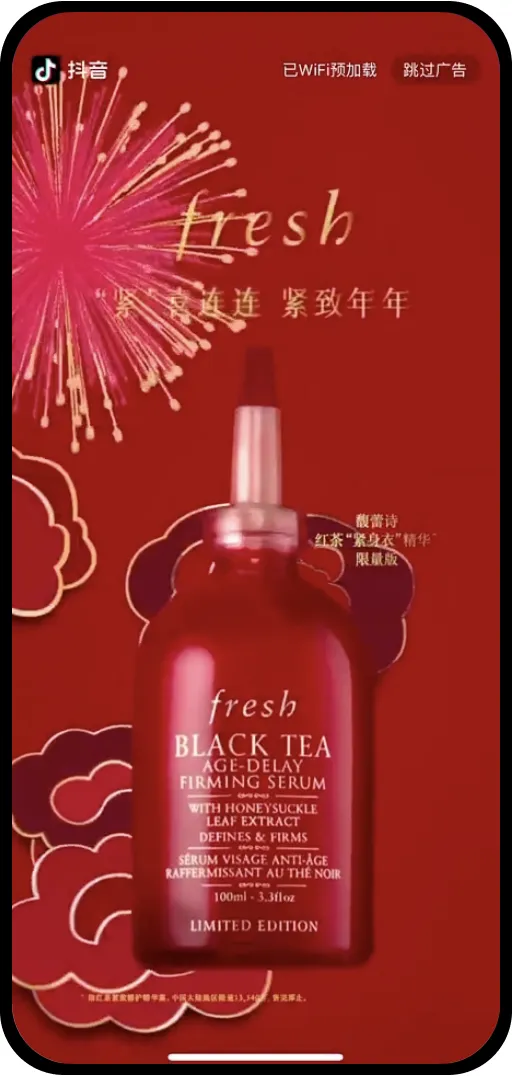 抖音
已WiFi预加载
跳过广告
fresh
“紧”喜连连 紧致年年
馥蕾诗
红茶“紧身衣”精华*
限量版
fresh
BLACK TEA
AGE-DELAY
FIRMING SERUM
WITH HONEYSUCKLE
LEAF EXTRACT
DEFINES & FIRMS
SÉRUM VISAGE ANTI-ÂGE
RAFFERMISSANT AU THÉ NOIR
100ml - 3.3floz
LIMITED EDITION